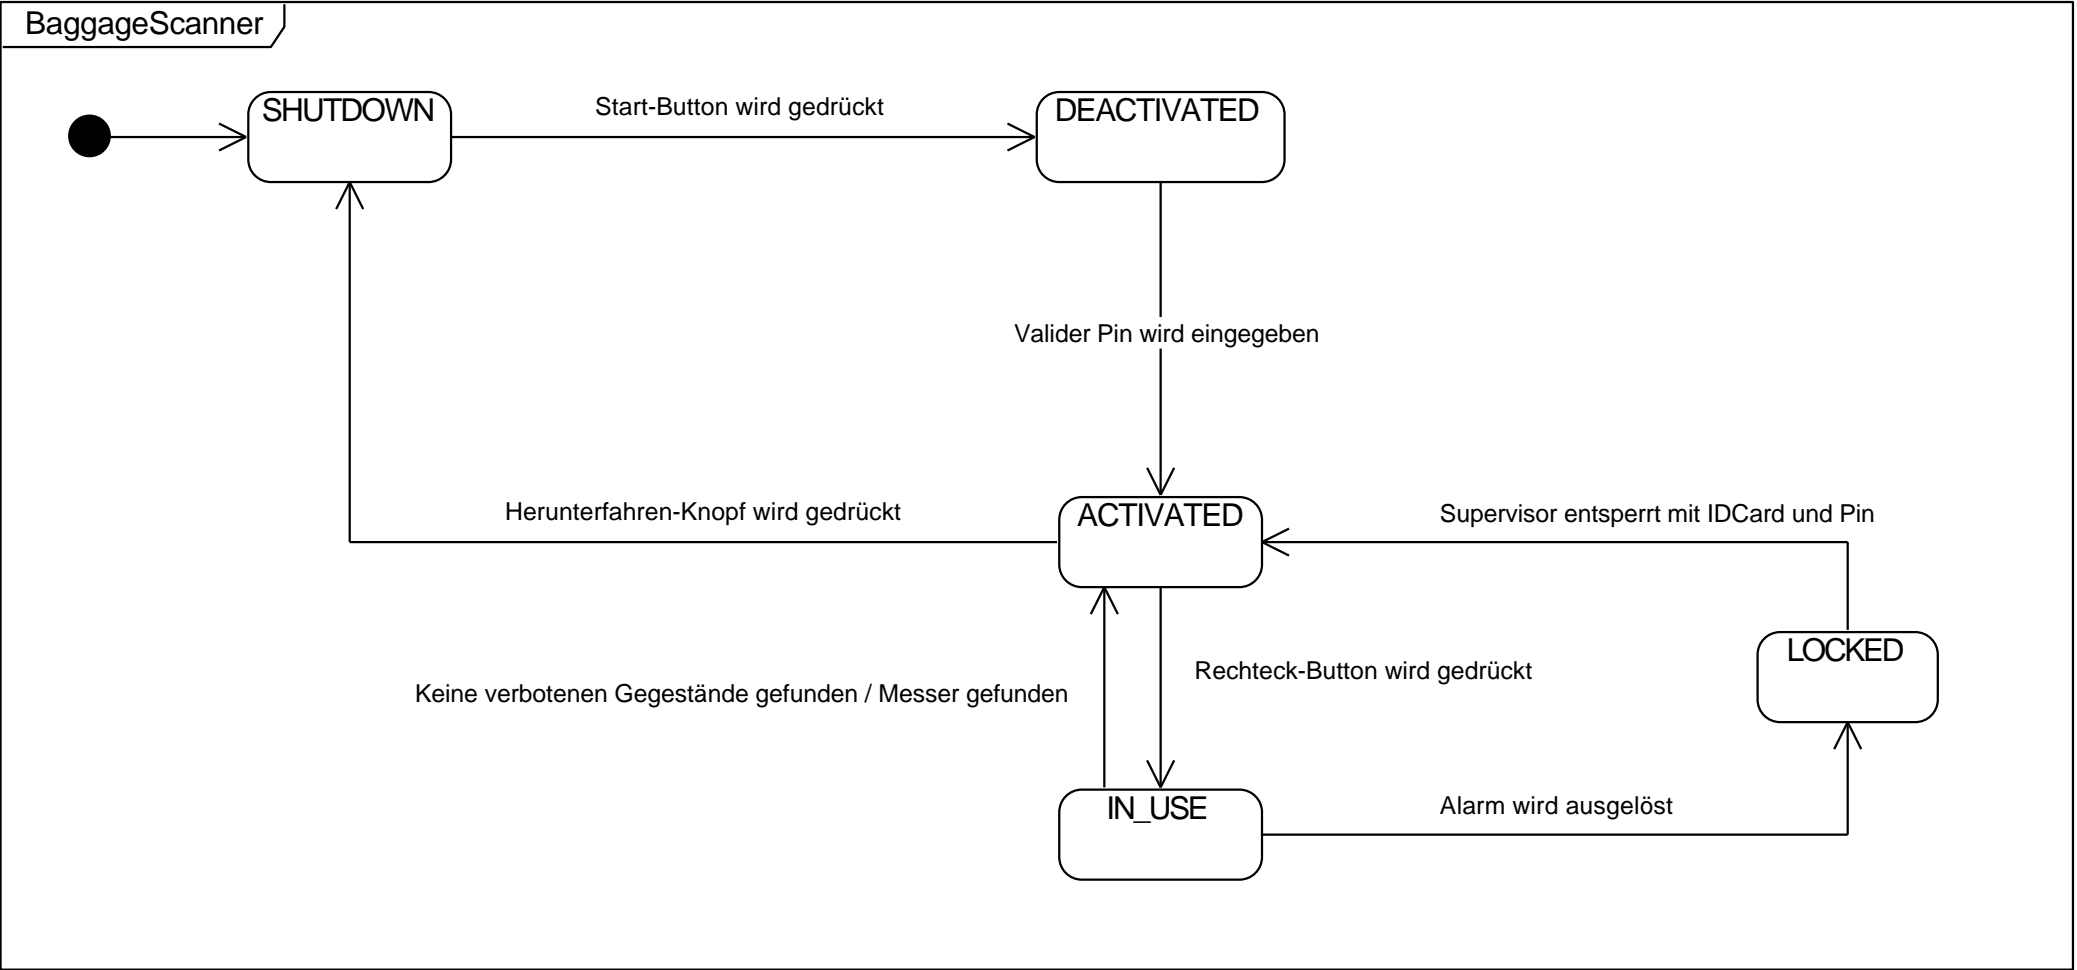 BaggageScanner
SHUTDOWN
Start-Button wird gedrückt
DEACTIVATED
Valider Pin wird eingegeben
Herunterfahren-Knopf wird gedrückt
ACTIVATED
Supervisor entsperrt mit IDCard und Pin
Keine verbotenen Gegestände gefunden / Messer gefunden
Rechteck-Button wird gedrückt
LOCKED
IN_USE
Alarm wird ausgelöst